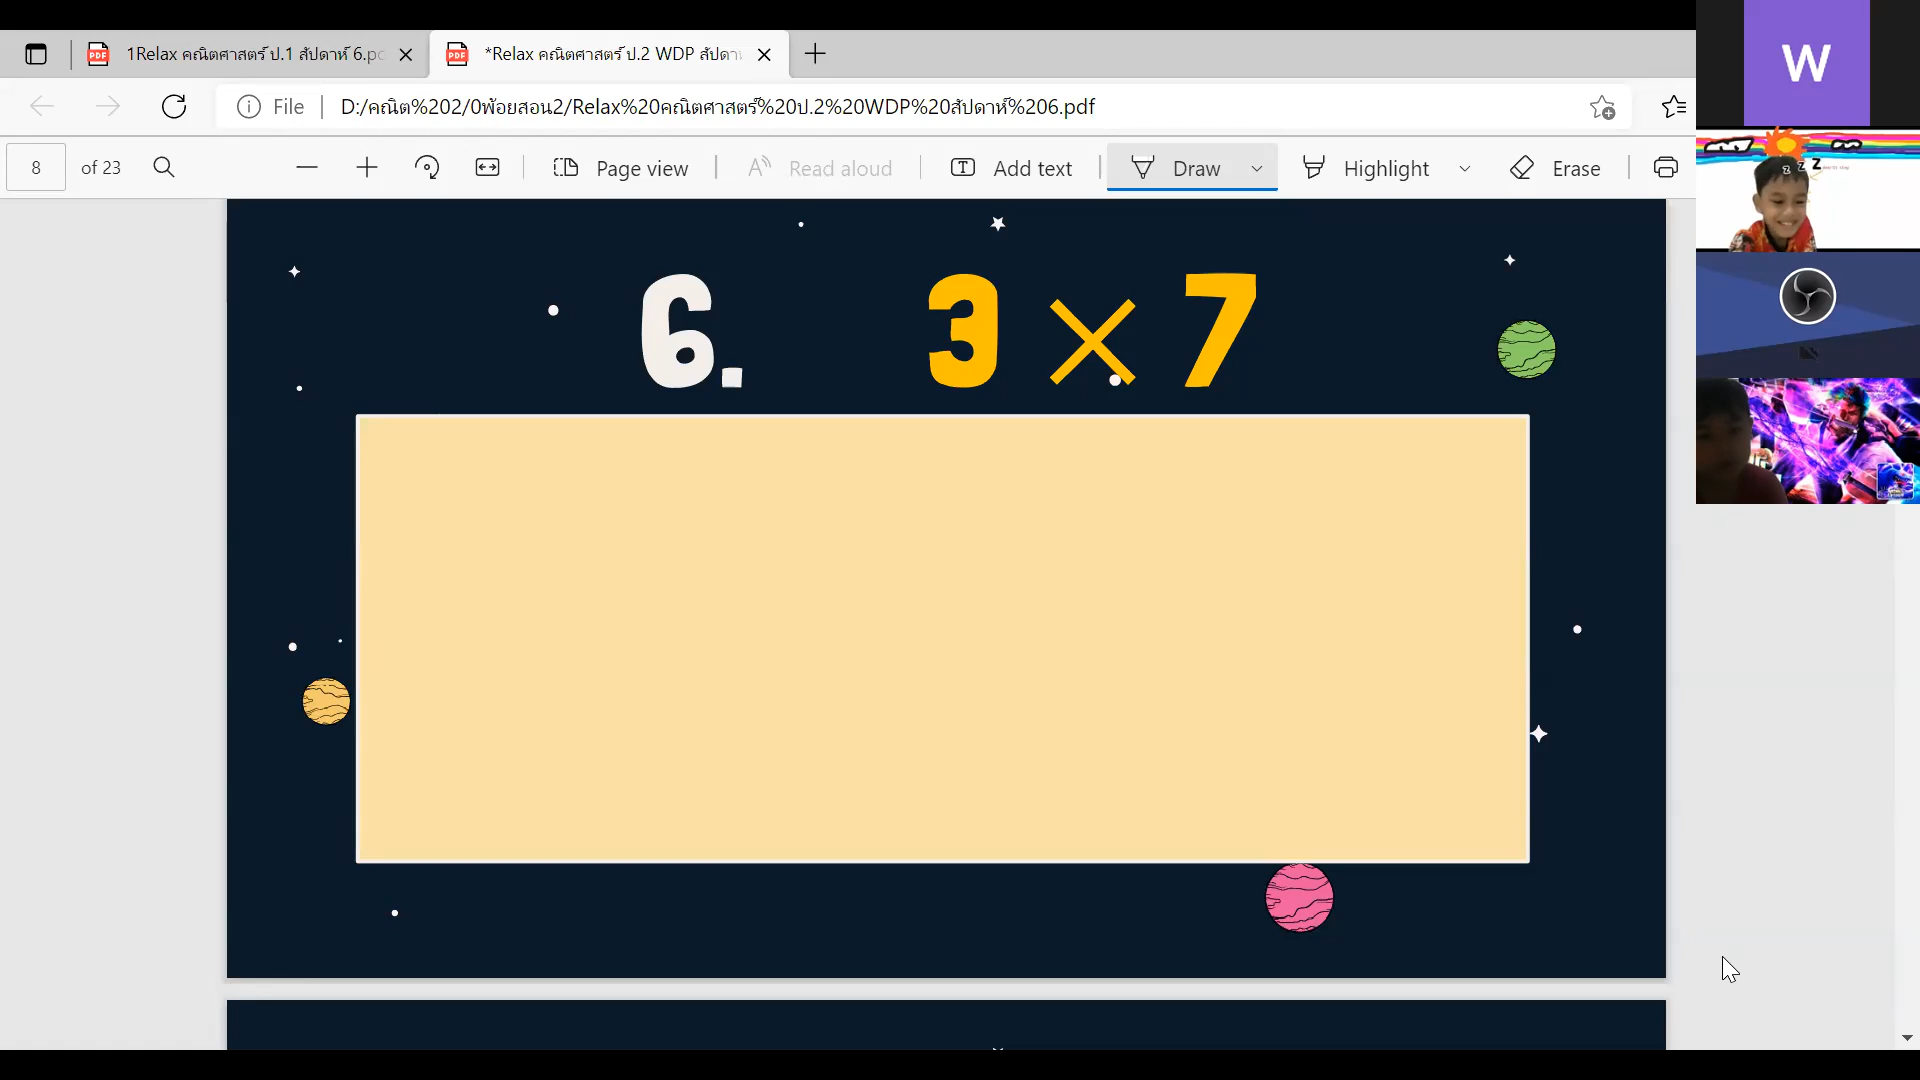 1Relax คณิตศาสตร์ ป.1 สัปดาห์ 6.pd
*Relax คณิตศาสตร์ ป.2 WDP สัปดา
File
D:/คณิต%202/0พ้อยสอน2/Relax%20คณิตศาสตร์%20ป.2%20WDP%20สัปดาห์%206.pdf
8 of 23
Page view
Read aloud
Add text
Draw
Highlight
Erase
6. 3 × 7
W
z z Z